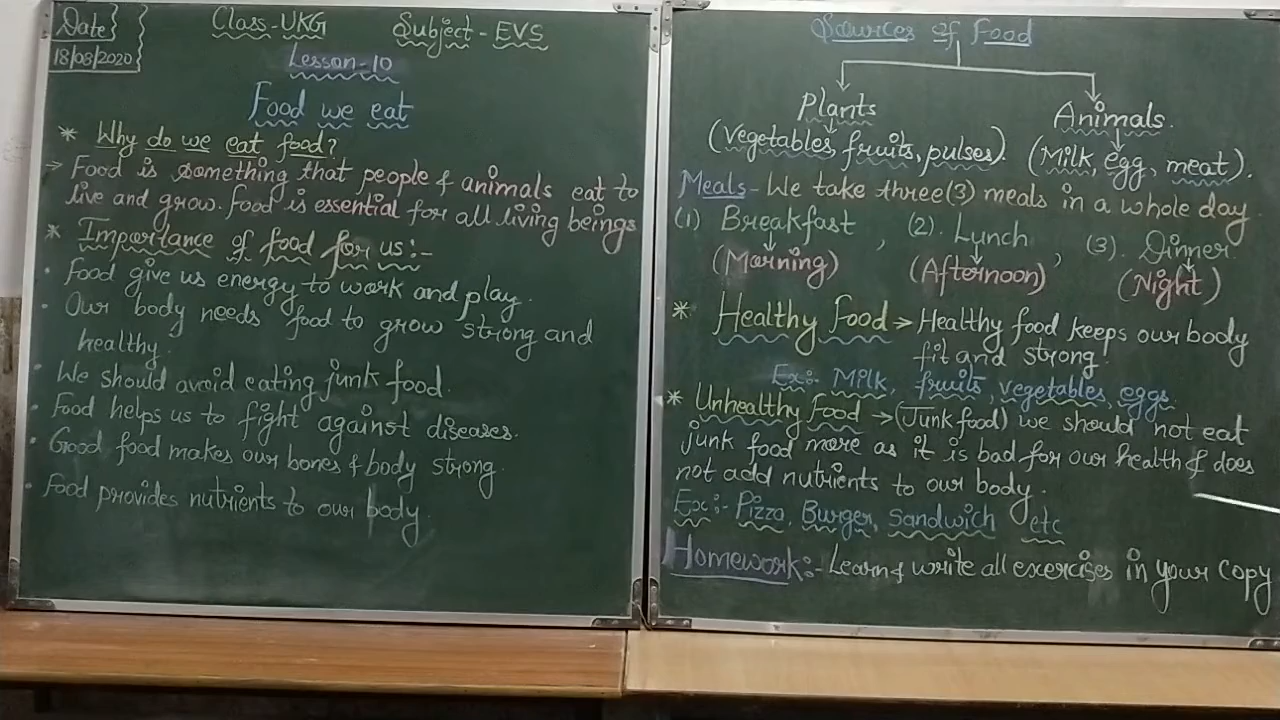 Date
18/08/2020
Class-UKG Subject-EVS
Lesson-10
Food we eat
* Why do we eat food?
→ Food is something that people & animals eat to
live and grow. Food is essential for all living beings
* Importance of food for us:-
• Food give us energy to work and play.
• Our body needs food to grow strong and
healthy.
• We should avoid eating junk food.
• Food helps us to fight against diseases.
• Good food makes our bones & body strong.
• Food provides nutrients to our body.
Sources of Food
Plants Animals.
(Vegetables, fruits, pulses). (Milk, egg, meat).
Meals - We take three(3) meals in a whole day.
(1) Breakfast, (2). Lunch, (3). Dinner.
(Morning) (Afternoon) (Night)
* Healthy Food → Healthy food keeps our body
fit and strong.
Ex:- Milk, fruits, vegetables, eggs.
* Unhealthy Food → (Junk food) we should not eat
junk food more as it is bad for our health & does
not add nutrients to our body.
Ex:- Pizza, Burger, Sandwich etc
Homework:- Learn & write all excercises in your copy